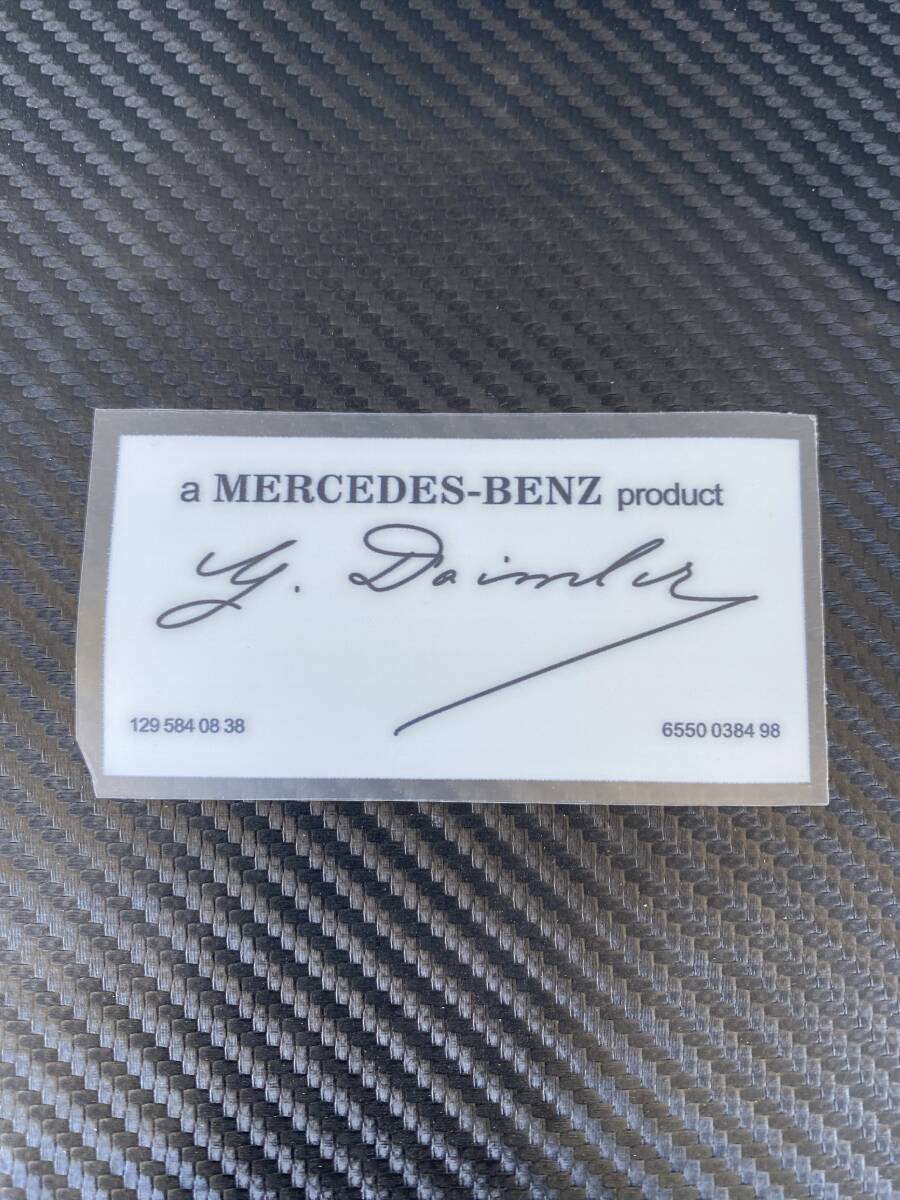 a MERCEDES-BENZ product
G. Daimler
129 584 08 38
6550 0384 98